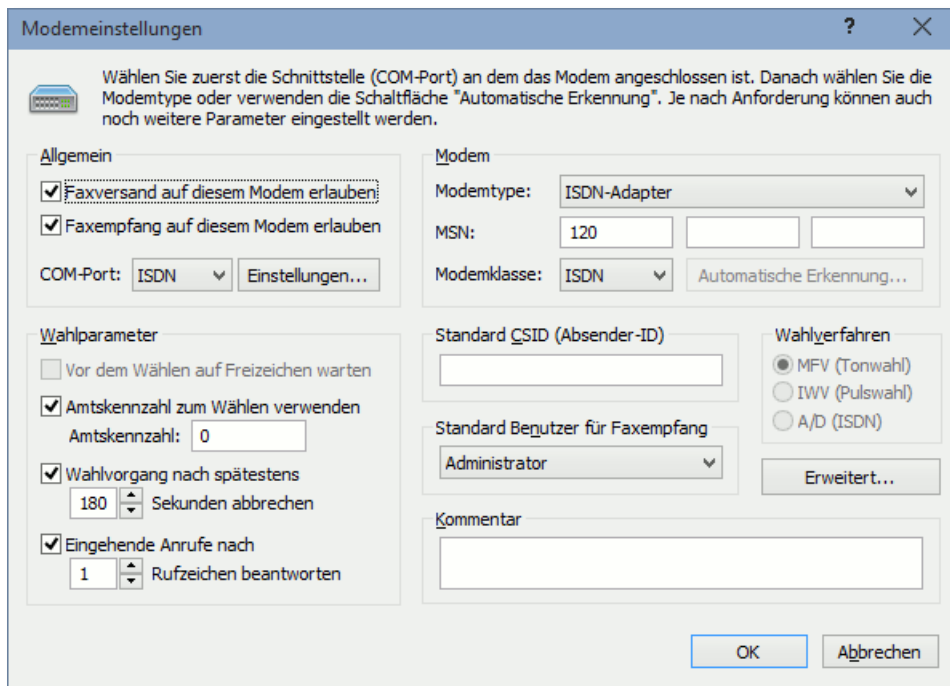 Modemeinstellungen
?
Wählen Sie zuerst die Schnittstelle (COM-Port) an dem das Modem angeschlossen ist. Danach wählen Sie die
Modemtype oder verwenden die Schaltfläche "Automatische Erkennung". Je nach Anforderung können auch
noch weitere Parameter eingestellt werden.
Allgemein
Faxversand auf diesem Modem erlauben
Faxempfang auf diesem Modem erlauben
COM-Port: ISDN Einstellungen...
Modem
Modemtype: ISDN-Adapter
MSN: 120
Modemklasse: ISDN Automatische Erkennung...
Wahlparameter
Vor dem Wählen auf Freizeichen warten
Amtskennzahl zum Wählen verwenden
Amtskennzahl: 0
Wahlvorgang nach spätestens
180 Sekunden abbrechen
Eingehende Anrufe nach
1 Rufzeichen beantworten
Standard CSID (Absender-ID)
Standard Benutzer für Faxempfang
Administrator
Wahlverfahren
MFV (Tonwahl)
IWV (Pulswahl)
A/D (ISDN)
Erweitert...
Kommentar
OK Abbrechen